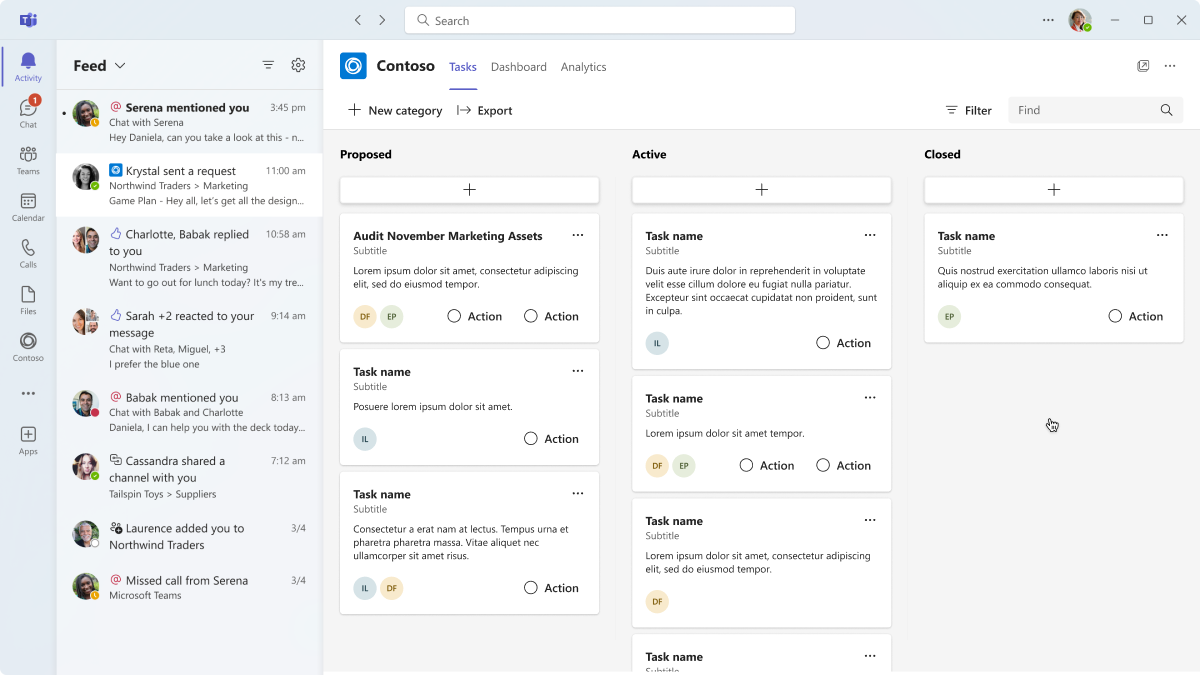 Search
Activity
1
Chat
Teams
Calendar
Calls
Files
Contoso
Apps
Feed
@ Serena mentioned you 3:45 pm
Chat with Serena
Hey Daniela, can you take a look at this - n...
Krystal sent a request 11:00 am
Northwind Traders > Marketing
Game Plan - Hey all, let's get all the design...
Charlotte, Babak replied 10:58 am
to you
Northwind Traders > Marketing
Want to go out for lunch today? It's my tre...
Sarah +2 reacted to your 9:14 am
message
Chat with Reta, Miguel, +3
I prefer the blue one
@ Babak mentioned you 8:13 am
Chat with Babak and Charlotte
Daniela, I can help you with the deck today...
Cassandra shared a 7:12 am
channel with you
Tailspin Toys > Suppliers
Laurence added you to 3/4
Northwind Traders
@ Missed call from Serena 3/4
Microsoft Teams
Contoso Tasks Dashboard Analytics
New category Export Filter Find
Proposed
Audit November Marketing Assets
Subtitle
Lorem ipsum dolor sit amet, consectetur adipiscing
elit, sed do eiusmod tempor.
DF EP Action Action
Task name
Subtitle
Posuere lorem ipsum dolor sit amet.
IL Action
Task name
Subtitle
Consectetur a erat nam at lectus. Tempus urna et
pharetra pharetra massa. Vitae aliquet nec
ullamcorper sit amet risus.
IL DF Action
Active
Task name
Subtitle
Duis aute irure dolor in reprehenderit in voluptate
velit esse cillum dolore eu fugiat nulla pariatur.
Excepteur sint occaecat cupidatat non proident, sunt
in culpa.
IL Action
Task name
Subtitle
Lorem ipsum dolor sit amet tempor.
DF EP Action Action
Task name
Subtitle
Lorem ipsum dolor sit amet, consectetur adipiscing
elit, sed do eiusmod tempor.
DF
Task name
Subtitle
Closed
Task name
Subtitle
Quis nostrud exercitation ullamco laboris nisi ut
aliquip ex ea commodo consequat.
EP Action